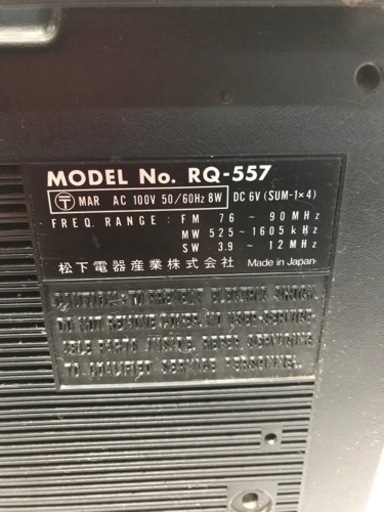 MODEL No. RQ-557
〒 MAR AC 100V 50/60Hz 8W DC 6V (SUM-1×4)
FREQ. RANGE : FM 76 ~ 90MHz
MW 525 ~ 1605kHz
SW 3.9 ~ 12MHz
松下電器産業株式会社 Made in Japan
CAUTION:-TO PREVENT ELECTRIC SHOCK
DO NOT REMOVE COVER. NO USER-SERVICE-
ABLE PARTS INSIDE. REFER SERVICING
TO QUALIFIED SERVICE PERSONNEL.